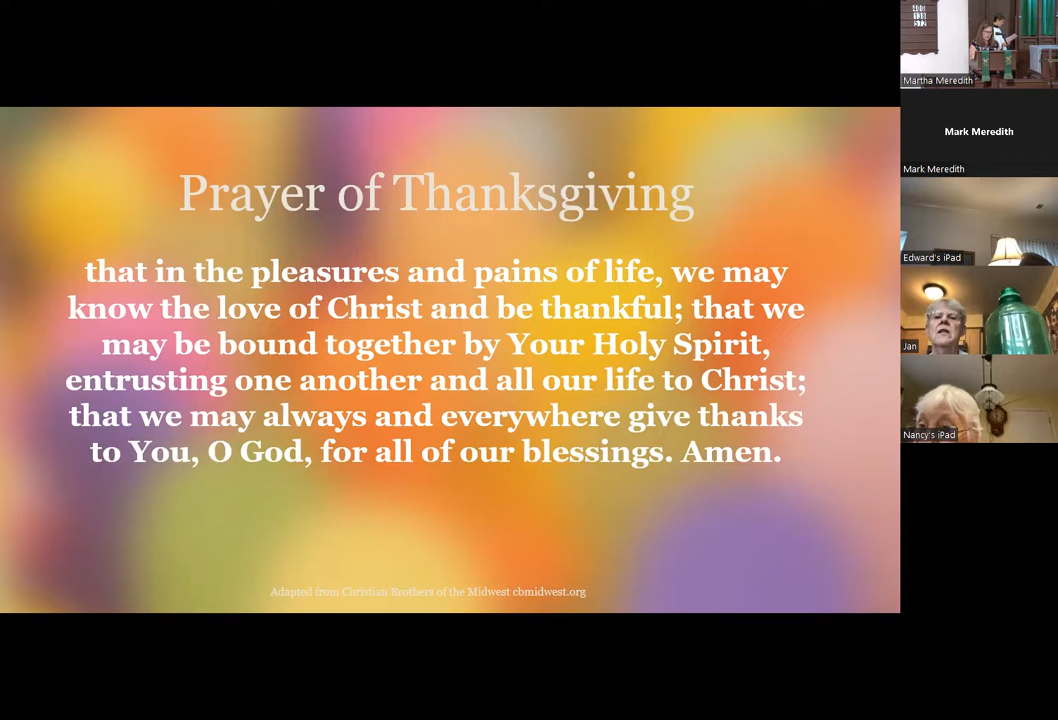 Prayer of Thanksgiving
that in the pleasures and pains of life, we may
know the love of Christ and be thankful; that we
may be bound together by Your Holy Spirit,
entrusting one another and all our life to Christ;
that we may always and everywhere give thanks
to You, O God, for all of our blessings. Amen.
Adapted from Christian Brothers of the Midwest cbmidwest.org
400
138
572
Martha Meredith
Mark Meredith
Mark Meredith
Edward's iPad
Jan
Nancy's iPad